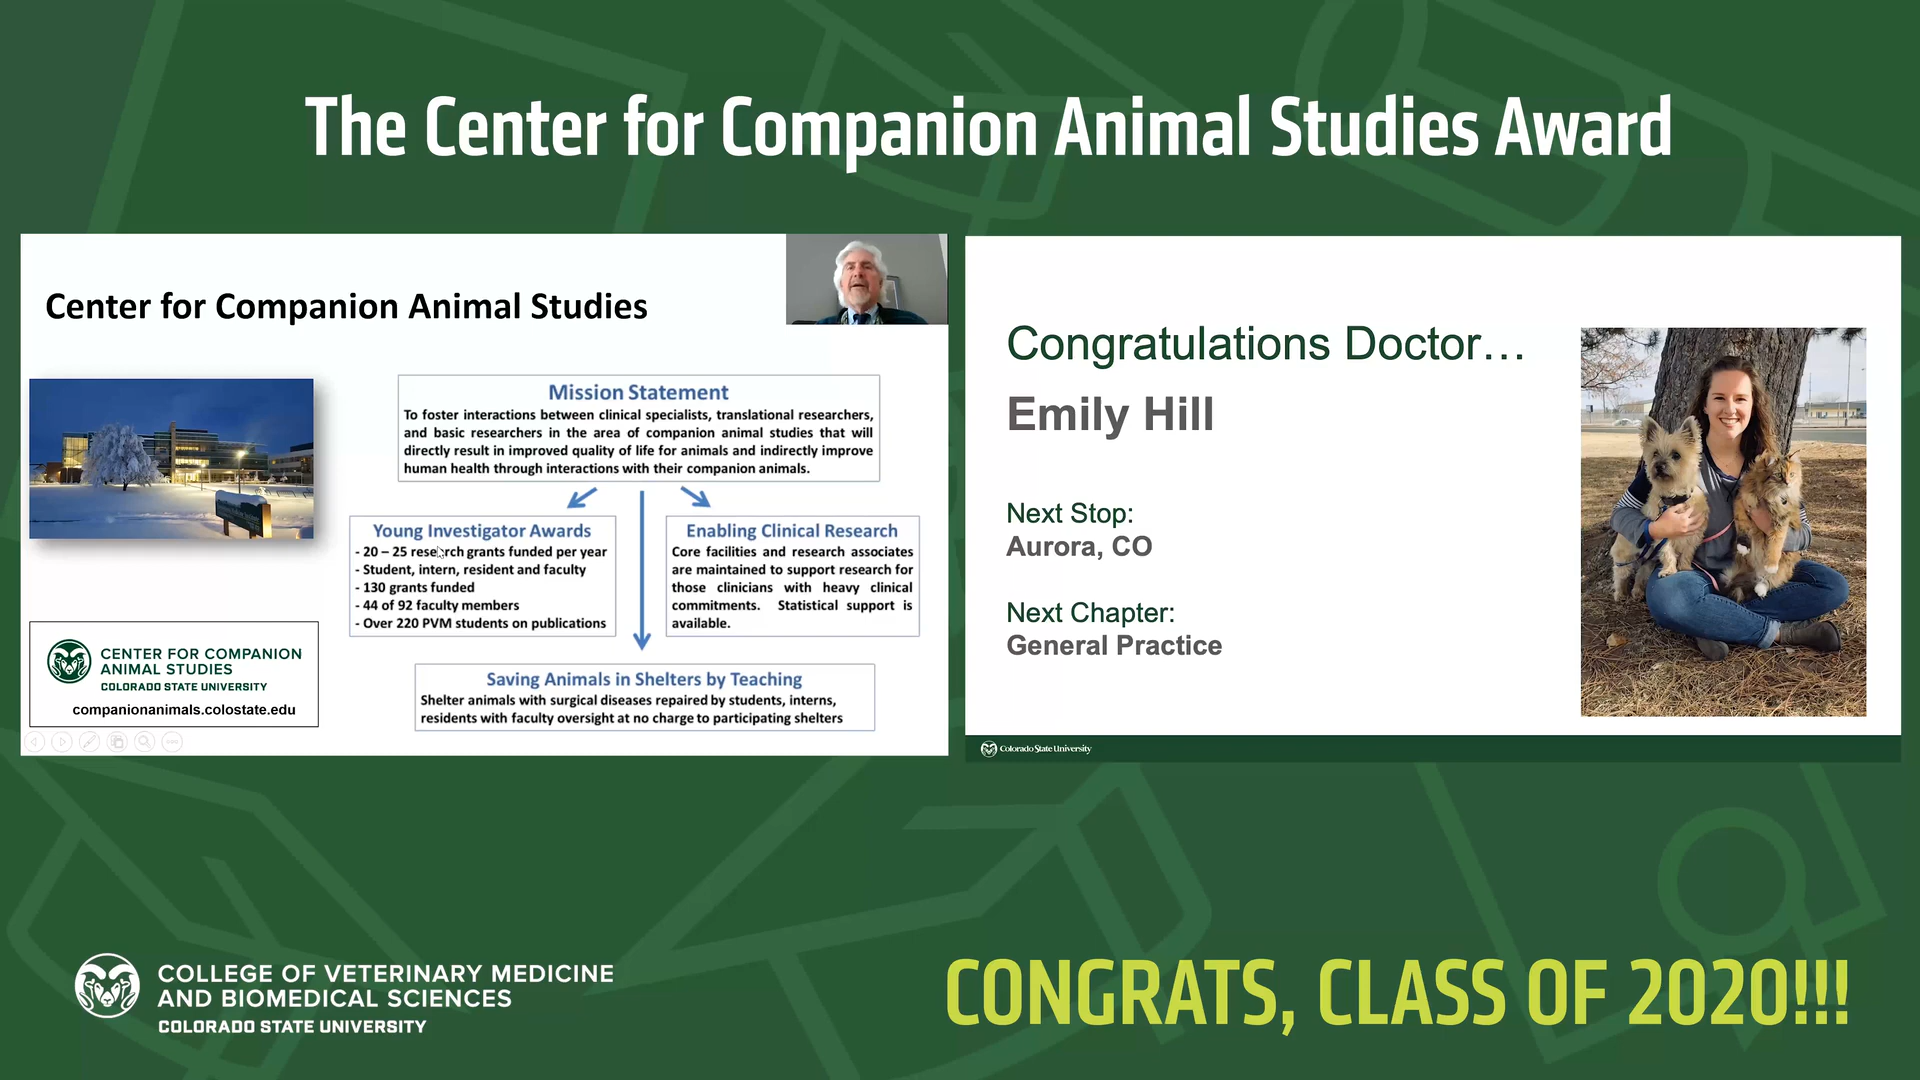 The Center for Companion Animal Studies Award
Center for Companion Animal Studies
Mission Statement
To foster interactions between clinical specialists, translational researchers,
and basic researchers in the area of companion animal studies that will
directly result in improved quality of life for animals and indirectly improve
human health through interactions with their companion animals.
Young Investigator Awards
- 20 – 25 research grants funded per year
- Student, intern, resident and faculty
- 130 grants funded
- 44 of 92 faculty members
- Over 220 PVM students on publications
Enabling Clinical Research
Core facilities and research associates
are maintained to support research for
those clinicians with heavy clinical
commitments. Statistical support is
available.
Saving Animals in Shelters by Teaching
Shelter animals with surgical diseases repaired by students, interns,
residents with faculty oversight at no charge to participating shelters
CENTER FOR COMPANION
ANIMAL STUDIES
COLORADO STATE UNIVERSITY
companionanimals.colostate.edu
Congratulations Doctor…
Emily Hill
Next Stop:
Aurora, CO
Next Chapter:
General Practice
Colorado State University
COLLEGE OF VETERINARY MEDICINE
AND BIOMEDICAL SCIENCES
COLORADO STATE UNIVERSITY
CONGRATS, CLASS OF 2020!!!